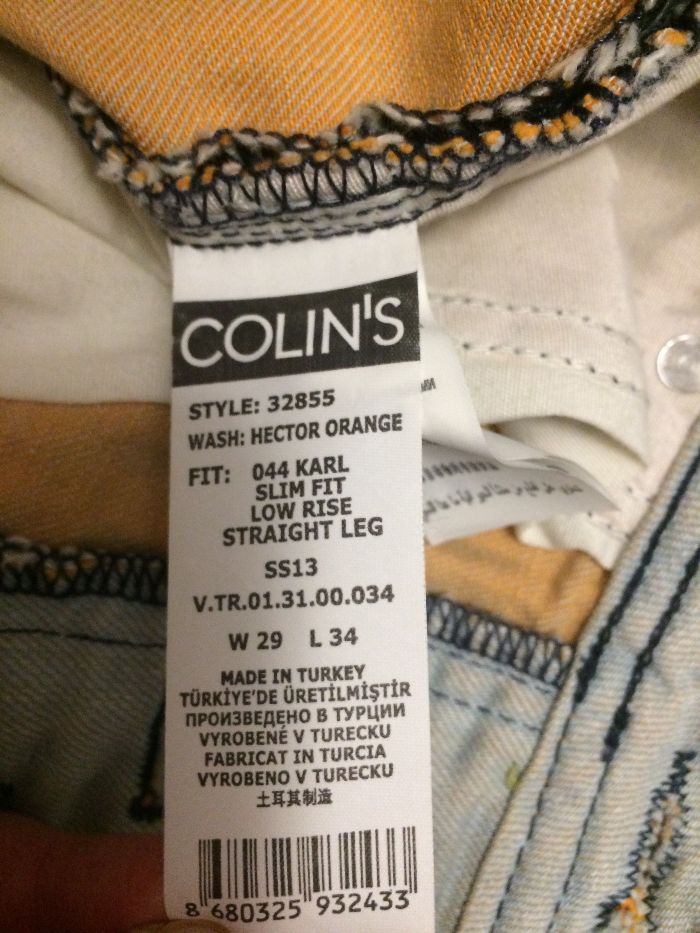 COLIN'S
STYLE: 32855
WASH: HECTOR ORANGE
FIT: 044 KARL
SLIM FIT
LOW RISE
STRAIGHT LEG
SS13
V.TR.01.31.00.034
W 29 L 34
MADE IN TURKEY
TÜRKİYE'DE ÜRETİLMİŞTİR
ПРОИЗВЕДЕНО В ТУРЦИИ
VYROBENÉ V TURECKU
FABRICAT IN TURCIA
VYROBENO V TURECKU
土耳其制造
8 680325 932433